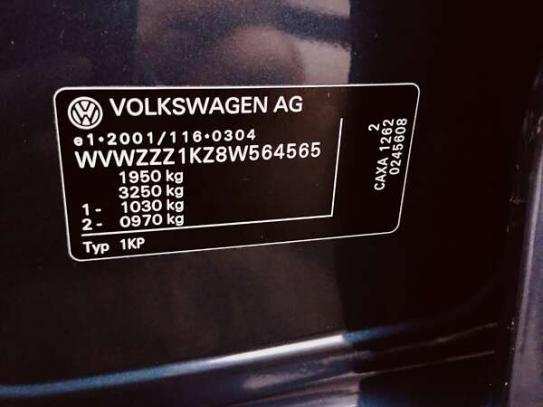 VOLKSWAGEN AG
e1*2001/116*0304
WVWZZZ1KZ8W564565
1950 kg
3250 kg
1- 1030 kg
2- 0970 kg
Typ 1KP
2
CAXA 1262
0245608